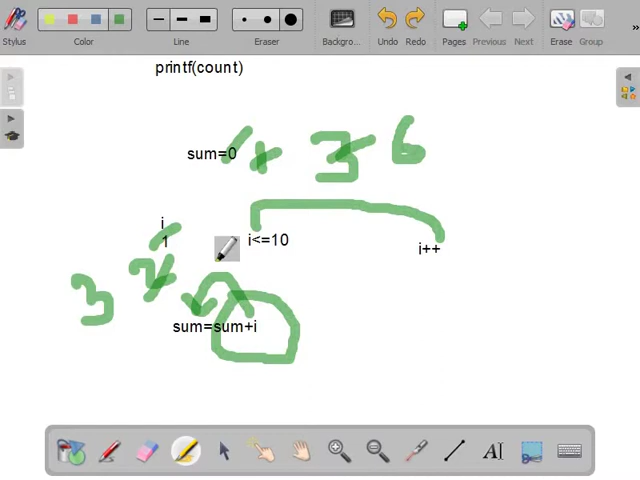 Stylus Color Line Eraser Backgro... Undo Redo Pages Previous Next Erase Group
printf(count)
sum=0 1 3 6
i
1
i<=10
i++
3 2
sum=sum+i